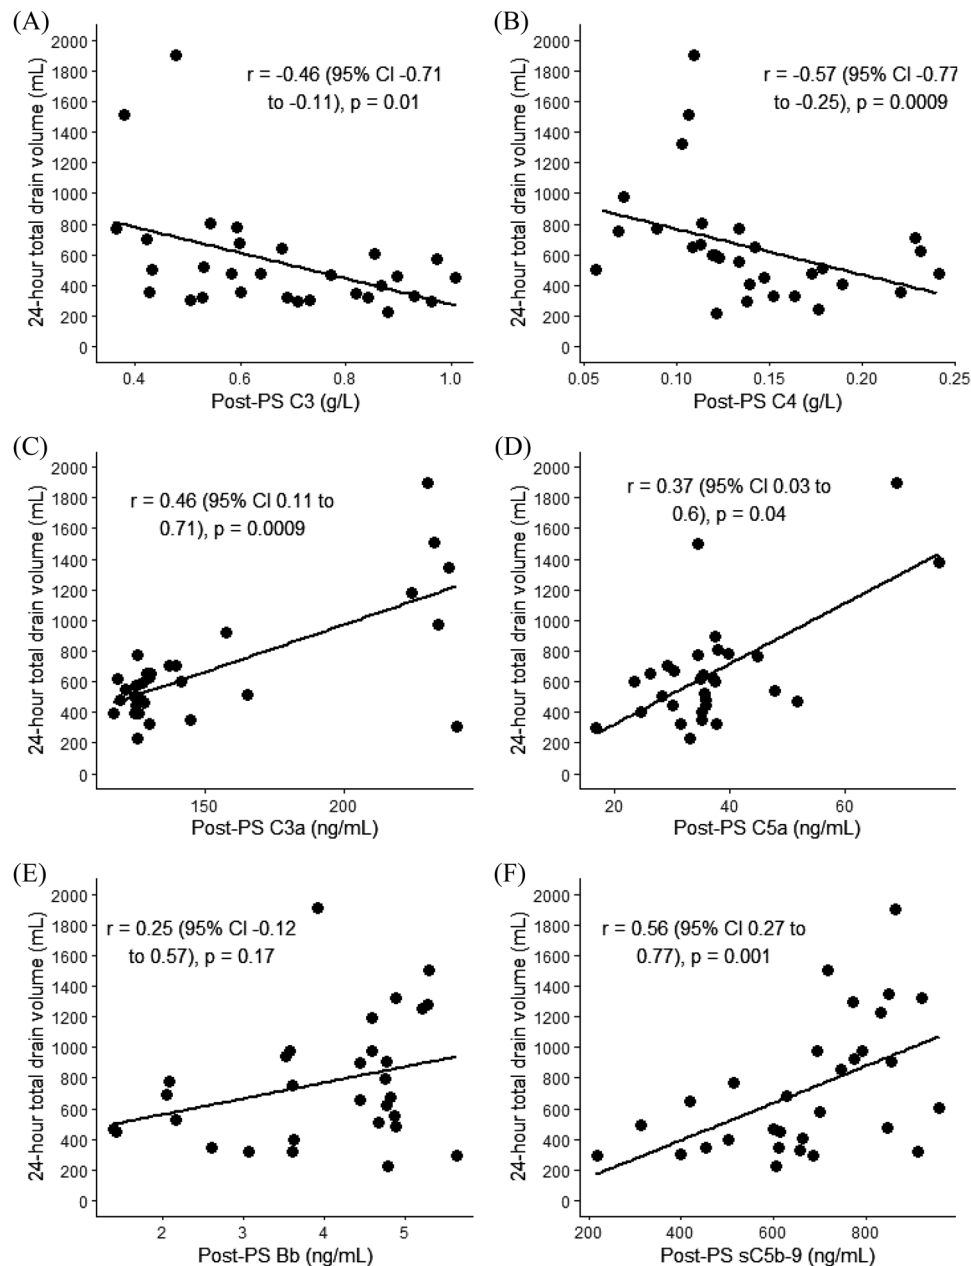 (A)
24-hour total drain volume (mL)
2000
1800
1600
1400
1200
1000
800
600
400
200
0
r = -0.46 (95% CI -0.71
to -0.11), p = 0.01
0.4 0.6 0.8 1.0
Post-PS C3 (g/L)
(B)
24-hour total drain volume (mL)
2000
1800
1600
1400
1200
1000
800
600
400
200
0
r = -0.57 (95% CI -0.77
to -0.25), p = 0.0009
0.05 0.10 0.15 0.20 0.25
Post-PS C4 (g/L)
(C)
24-hour total drain volume (mL)
2000
1800
1600
1400
1200
1000
800
600
400
200
0
r = 0.46 (95% CI 0.11 to
0.71), p = 0.0009
150 200
Post-PS C3a (ng/mL)
(D)
24-hour total drain volume (mL)
2000
1800
1600
1400
1200
1000
800
600
400
200
0
r = 0.37 (95% CI 0.03 to
0.6), p = 0.04
20 40 60
Post-PS C5a (ng/mL)
(E)
24-hour total drain volume (mL)
2000
1800
1600
1400
1200
1000
800
600
400
200
0
r = 0.25 (95% CI -0.12
to 0.57), p = 0.17
2 3 4 5
Post-PS Bb (ng/mL)
(F)
24-hour total drain volume (mL)
2000
1800
1600
1400
1200
1000
800
600
400
200
0
r = 0.56 (95% CI 0.27 to
0.77), p = 0.001
200 400 600 800
Post-PS sC5b-9 (ng/mL)